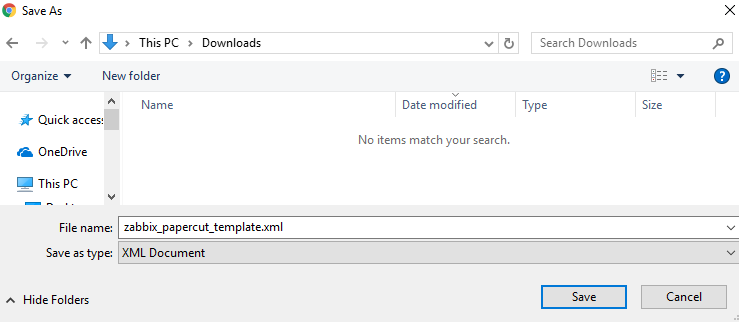 Save As
This PC > Downloads
Search Downloads
Organize
New folder
?
Name
Date modified
Type
Size
No items match your search.
Quick access
OneDrive
This PC
File name: zabbix_papercut_template.xml
Save as type: XML Document
Hide Folders
Save
Cancel